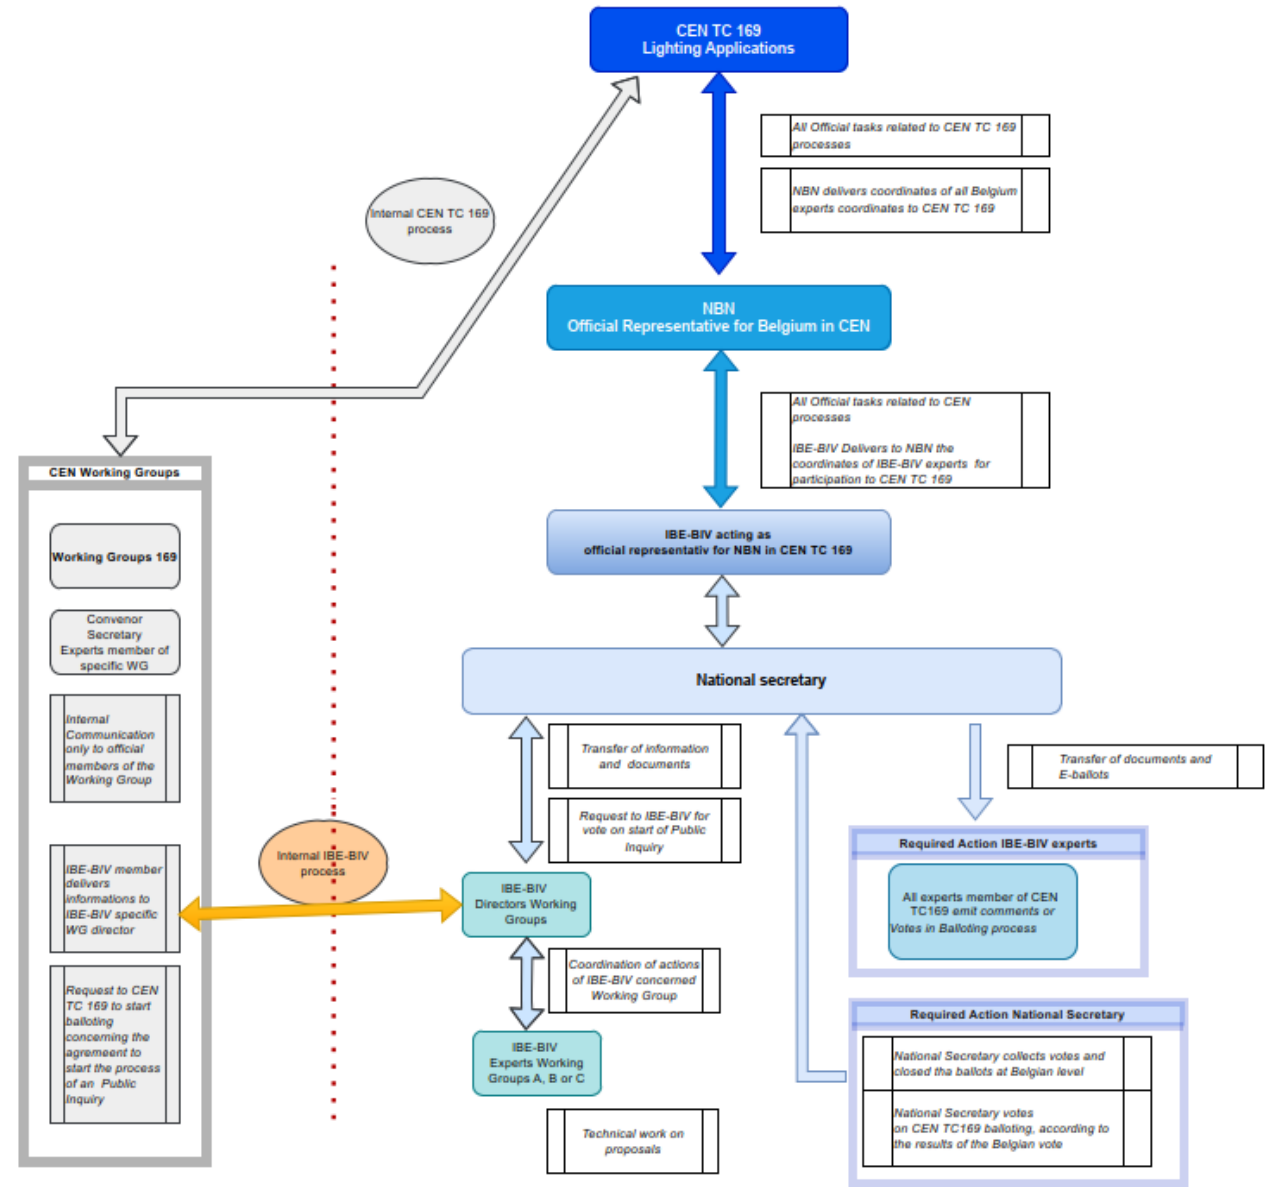 CEN TC 169
Lighting Applications
All Official tasks related to CEN TC 169
processes
NBN delivers coordinates of all Belgium
experts coordinates to CEN TC 169
Internal CEN TC 169
process
NBN
Official Representative for Belgium in CEN
All Official tasks related to CEN
processes
IBE-BIV Delivers to NBN the
coordinates of IBE-BIV experts for
participation to CEN TC 169
CEN Working Groups
Working Groups 169
Convenor
Secretary
Experts member of
specific WG
Internal
Communication
only to official
members of the
Working Group
IBE-BIV member
delivers
informations to
IBE-BIV specific
WG director
Request to CEN
TC 169 to start
balloting
concerning the
agremeent to
start the process
of an Public
Inquiry
IBE-BIV acting as
official representativ for NBN in CEN TC 169
National secretary
Transfer of information
and documents
Request to IBE-BIV for
vote on start of Public
Inquiry
Transfer of documents and
E-ballots
Internal IBE-BIV
process
IBE-BIV
Directors Working
Groups
Coordination of actions
of IBE-BIV concerned
Working Group
IBE-BIV
Experts Working
Groups A, B or C
Technical work on
proposals
Required Action IBE-BIV experts
All experts member of CEN
TC169 emit comments or
Votes in Balloting process
Required Action National Secretary
National Secretary collects votes and
closed tha ballots at Belgian level
National Secretary votes
on CEN TC169 balloting, according to
the results of the Belgian vote